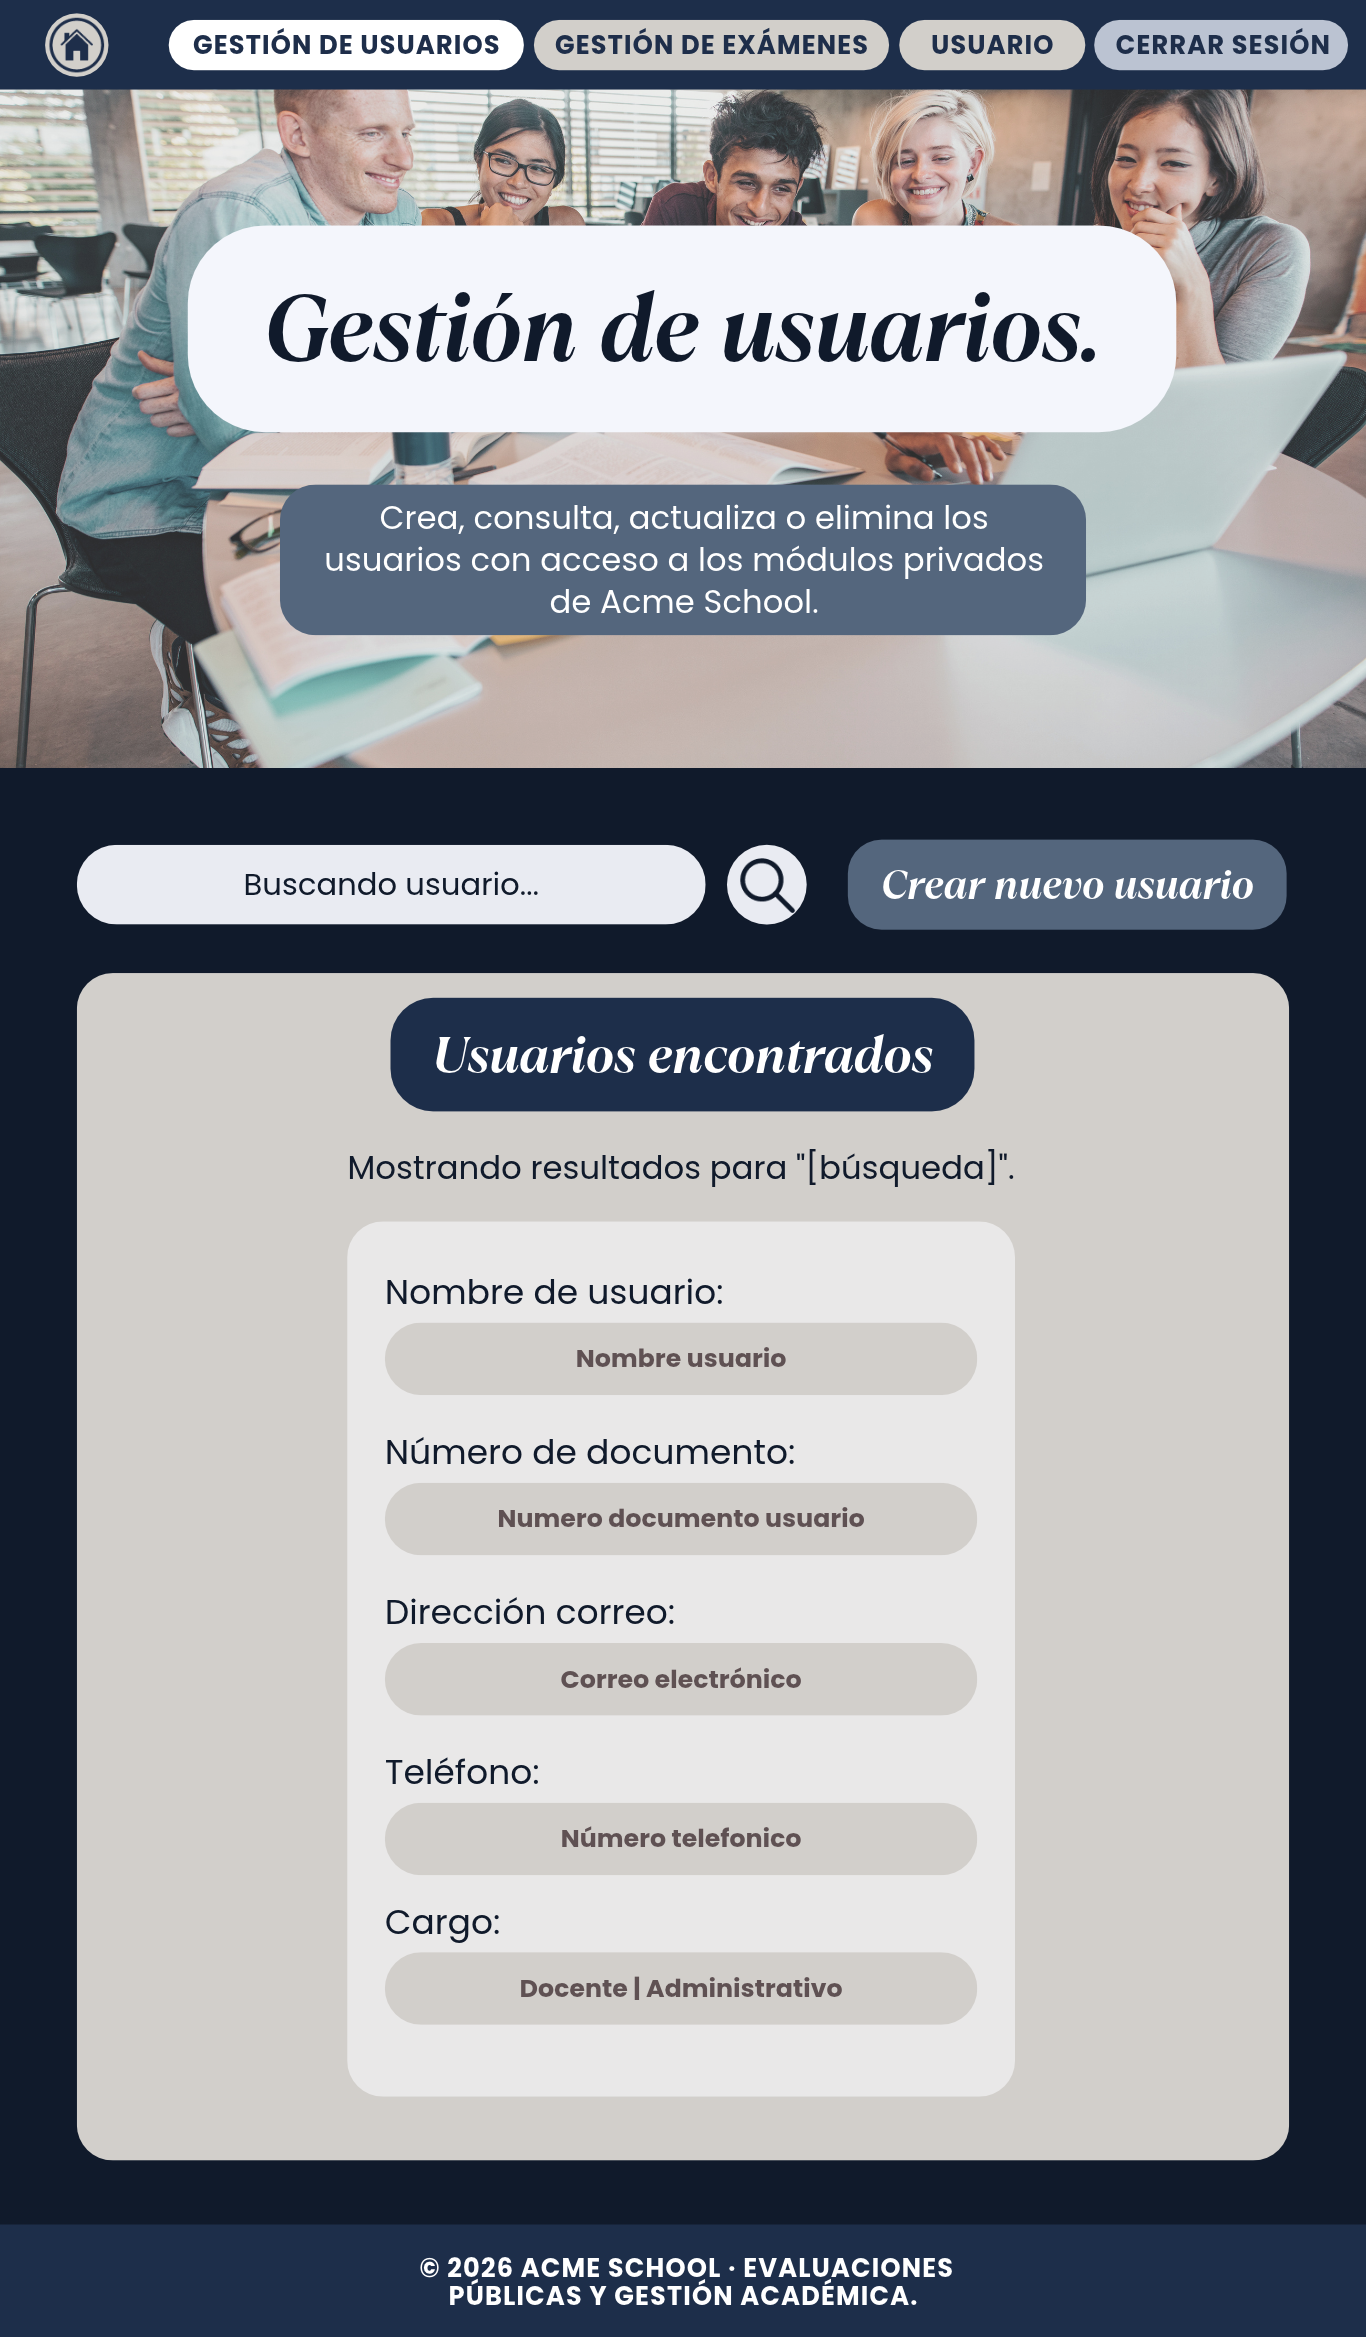 GESTIÓN DE USUARIOS
GESTIÓN DE EXÁMENES
USUARIO
CERRAR SESIÓN
Gestión de usuarios.
Crea, consulta, actualiza o elimina los
usuarios con acceso a los módulos privados
de Acme School.
Buscando usuario...
Crear nuevo usuario
Usuarios encontrados
Mostrando resultados para "[búsqueda]".
Nombre de usuario:
Nombre usuario
Número de documento:
Numero documento usuario
Dirección correo:
Correo electrónico
Teléfono:
Número telefonico
Cargo:
Docente | Administrativo
© 2026 ACME SCHOOL · EVALUACIONES
PÚBLICAS Y GESTIÓN ACADÉMICA.